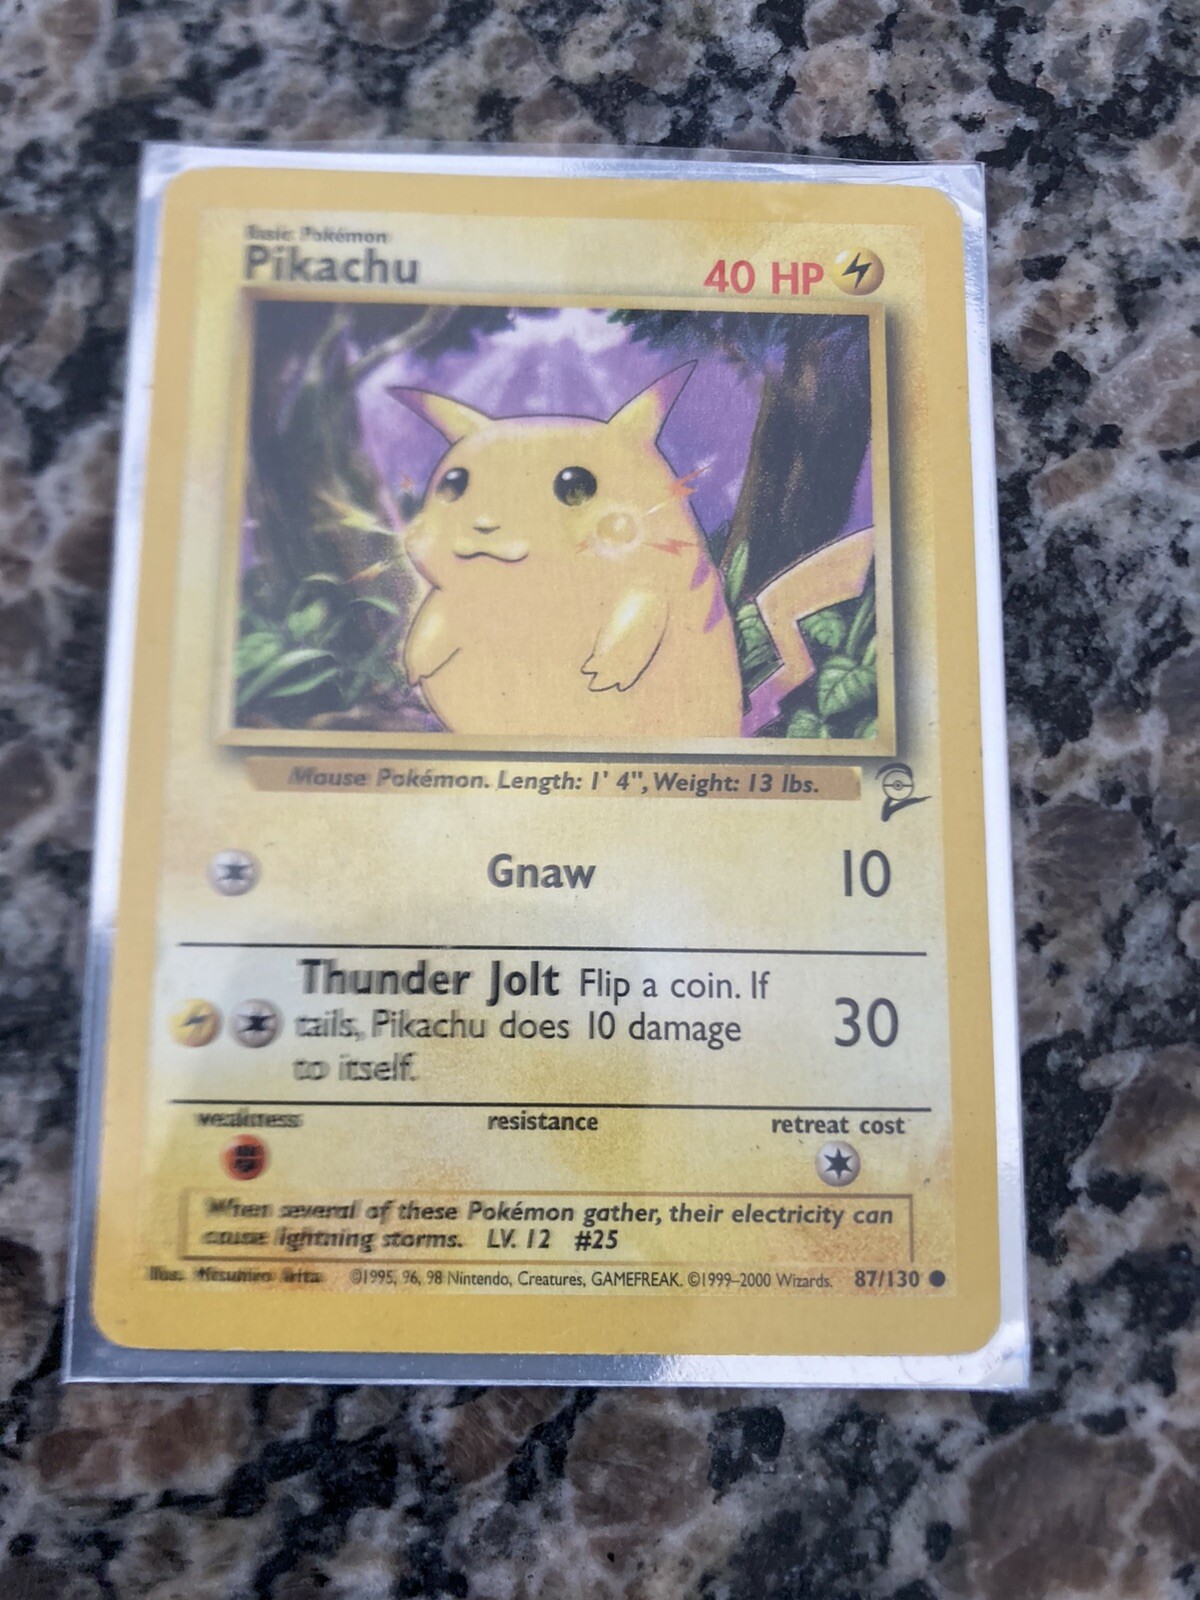 Basic Pokémon
Pikachu
40 HP
Mouse Pokémon. Length: 1' 4", Weight: 13 lbs.
Gnaw 10
Thunder Jolt Flip a coin. If
tails, Pikachu does 10 damage
to itself.
30
weakness resistance retreat cost
When several of these Pokémon gather, their electricity can
cause lightning storms. LV. 12 #25
Illus. Mitsuhiro Arita ©1995, 96, 98 Nintendo, Creatures, GAMEFREAK. ©1999–2000 Wizards. 87/130